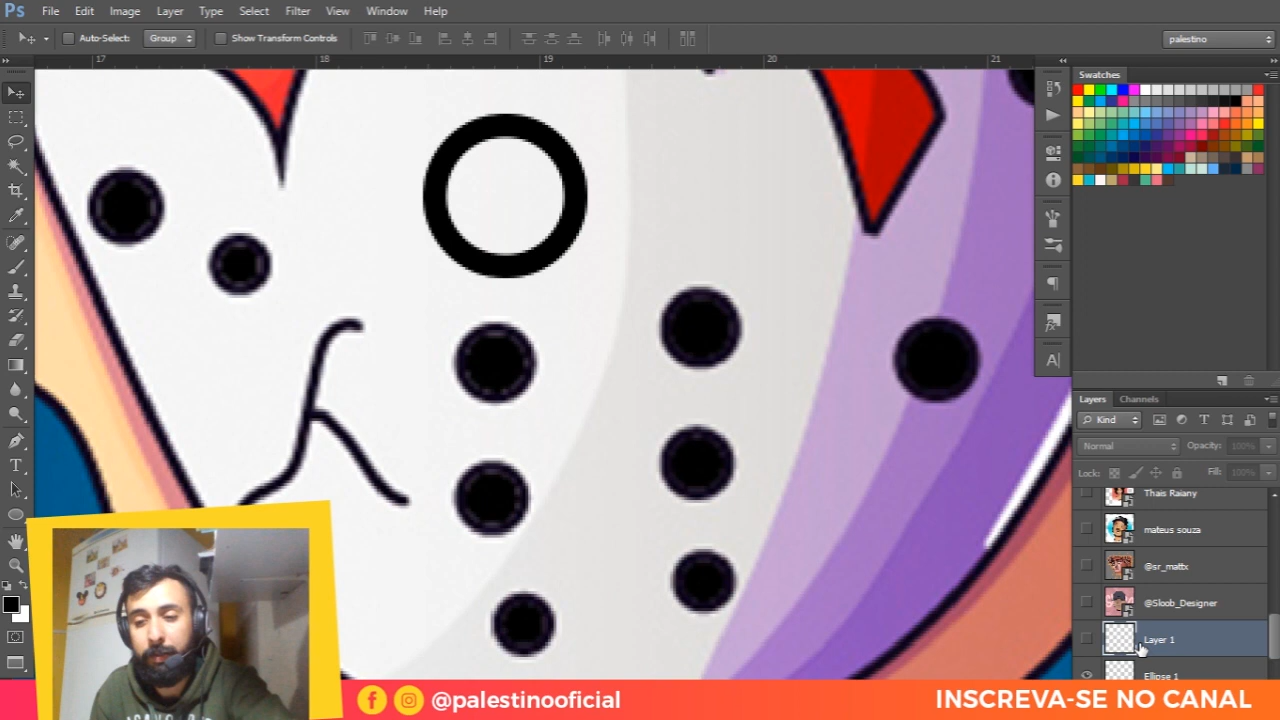 Ps File Edit Image Layer Type Select Filter View Window Help
Auto-Select: Group Show Transform Controls palestino
17 18 19 20 21
Swatches
Layers Channels
Kind
Normal Opacity: 100%
Lock: Fill: 100%
Thais Raiany
mateus souza
@sr_mattx
@Sloob_Designer
Layer 1
Ellipse 1
@palestinooficial INSCREVA-SE NO CANAL